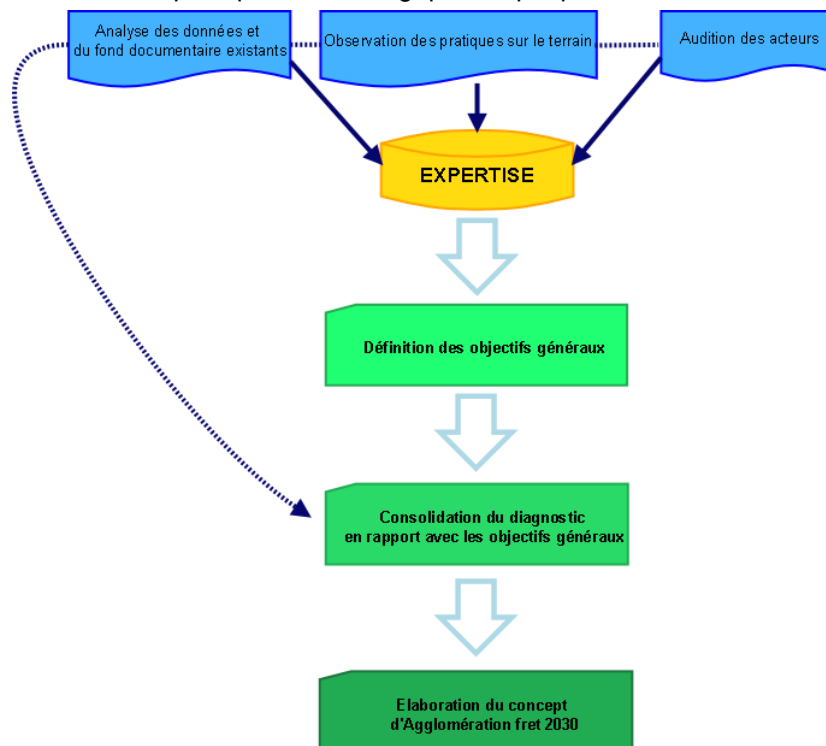 Analyse des données et
du fond documentaire existants
Observation des pratiques sur le terrain
Audition des acteurs
EXPERTISE
Définition des objectifs généraux
Consolidation du diagnostic
en rapport avec les objectifs généraux
Elaboration du concept
d'Agglomération fret 2030